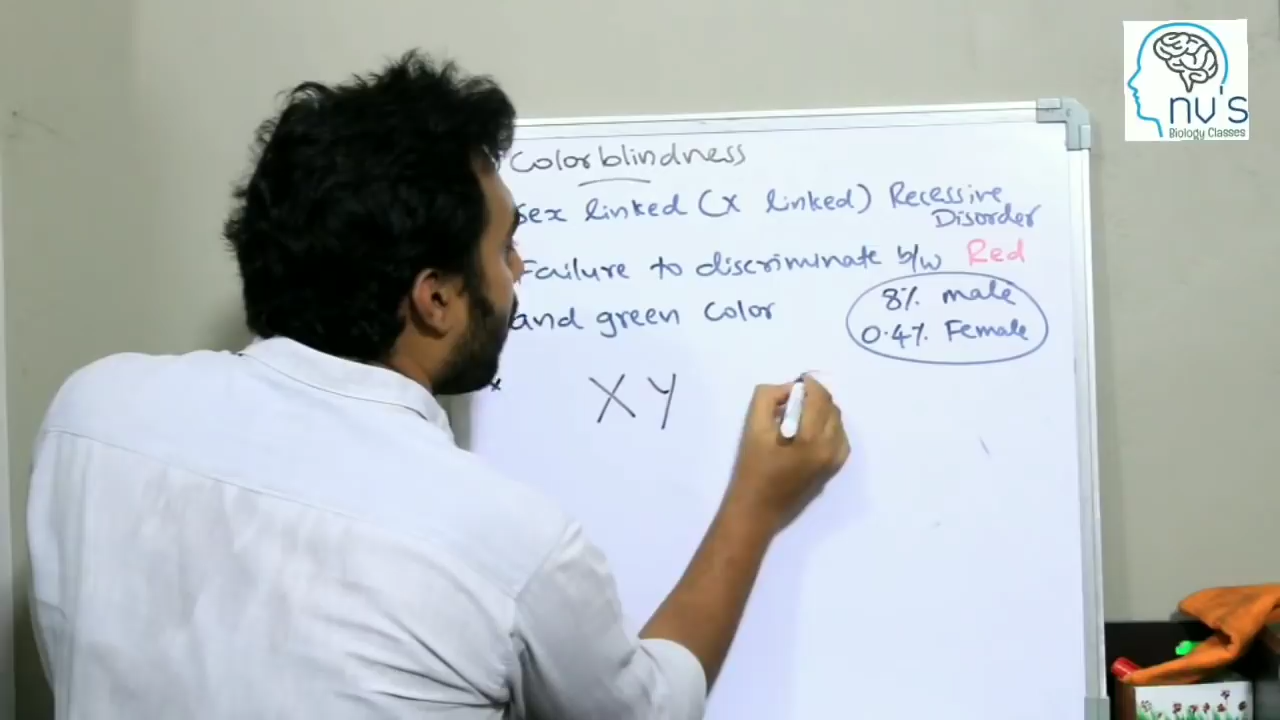 Colorblindness
Sex linked (X linked) Recessive
Disorder
Failure to discriminate b/w Red
and green color
8% male
0.4% Female
X Y
nv's
Biology Classes